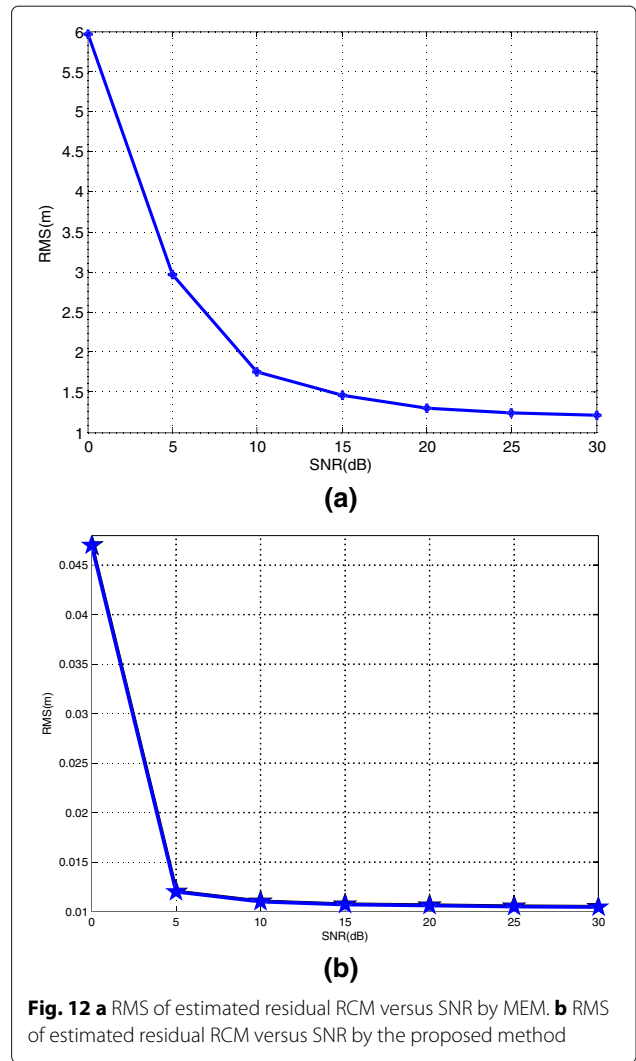 6
5.5
5
4.5
4
3.5
3
2.5
2
1.5
1
RMS(m)
0 5 10 15 20 25 30
SNR(dB)
(a)
0.045
0.04
0.035
0.03
0.025
0.02
0.015
0.01
RMS(m)
0 5 10 15 20 25 30
SNR(dB)
(b)
Fig. 12 a RMS of estimated residual RCM versus SNR by MEM. b RMS
of estimated residual RCM versus SNR by the proposed method